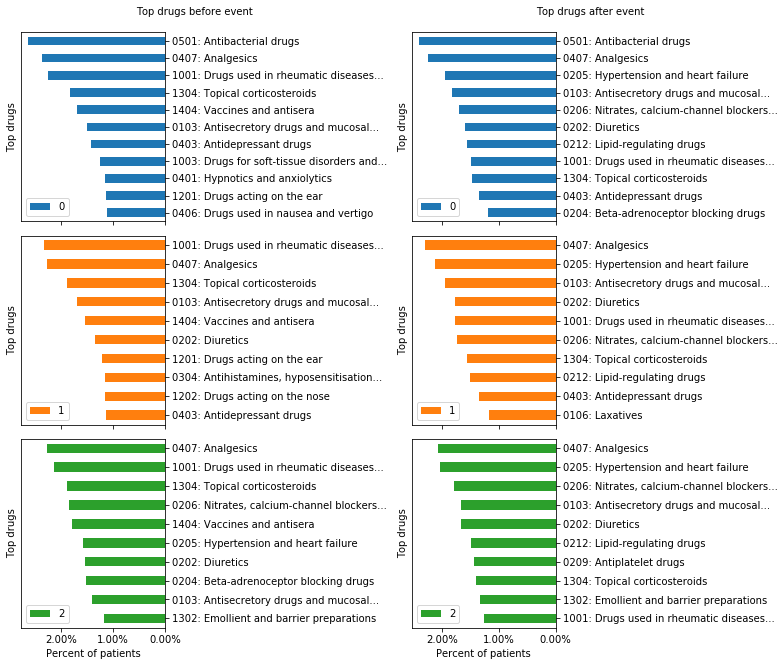 Top drugs before event
Top drugs
0501: Antibacterial drugs
0407: Analgesics
1001: Drugs used in rheumatic diseases...
1304: Topical corticosteroids
1404: Vaccines and antisera
0103: Antisecretory drugs and mucosal...
0403: Antidepressant drugs
1003: Drugs for soft-tissue disorders and...
0401: Hypnotics and anxiolytics
1201: Drugs acting on the ear
0406: Drugs used in nausea and vertigo
0
Top drugs
1001: Drugs used in rheumatic diseases...
0407: Analgesics
1304: Topical corticosteroids
0103: Antisecretory drugs and mucosal...
1404: Vaccines and antisera
0202: Diuretics
1201: Drugs acting on the ear
0304: Antihistamines, hyposensitisation...
1202: Drugs acting on the nose
0403: Antidepressant drugs
1
Top drugs
0407: Analgesics
1001: Drugs used in rheumatic diseases...
1304: Topical corticosteroids
0206: Nitrates, calcium-channel blockers...
1404: Vaccines and antisera
0205: Hypertension and heart failure
0202: Diuretics
0204: Beta-adrenoceptor blocking drugs
0103: Antisecretory drugs and mucosal...
1302: Emollient and barrier preparations
2
2.00% 1.00% 0.00%
Percent of patients
Top drugs after event
Top drugs
0501: Antibacterial drugs
0407: Analgesics
0205: Hypertension and heart failure
0103: Antisecretory drugs and mucosal...
0206: Nitrates, calcium-channel blockers...
0202: Diuretics
0212: Lipid-regulating drugs
1001: Drugs used in rheumatic diseases...
1304: Topical corticosteroids
0403: Antidepressant drugs
0204: Beta-adrenoceptor blocking drugs
0
Top drugs
0407: Analgesics
0205: Hypertension and heart failure
0103: Antisecretory drugs and mucosal...
0202: Diuretics
1001: Drugs used in rheumatic diseases...
0206: Nitrates, calcium-channel blockers...
1304: Topical corticosteroids
0212: Lipid-regulating drugs
0403: Antidepressant drugs
0106: Laxatives
1
Top drugs
0407: Analgesics
0205: Hypertension and heart failure
0206: Nitrates, calcium-channel blockers...
0103: Antisecretory drugs and mucosal...
0202: Diuretics
0212: Lipid-regulating drugs
0209: Antiplatelet drugs
1304: Topical corticosteroids
1302: Emollient and barrier preparations
1001: Drugs used in rheumatic diseases...
2
2.00% 1.00% 0.00%
Percent of patients